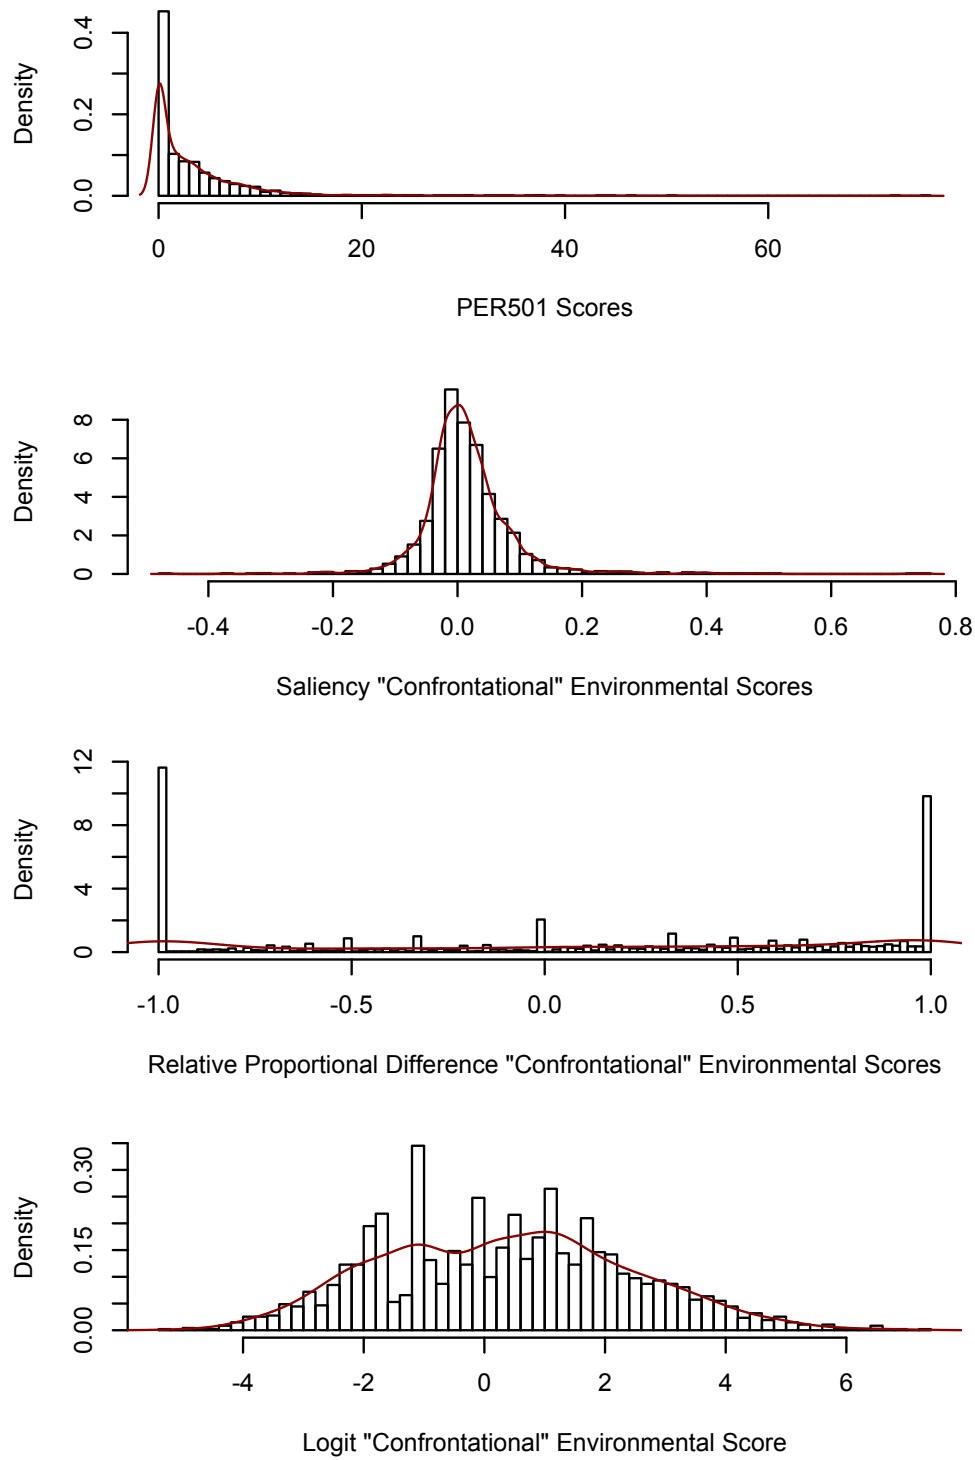 Density
0.0 0.2 0.4
0 20 40 60
PER501 Scores
Density
0 2 4 6 8
-0.4 -0.2 0.0 0.2 0.4 0.6 0.8
Saliency "Confrontational" Environmental Scores
Density
0 4 8 12
-1.0 -0.5 0.0 0.5 1.0
Relative Proportional Difference "Confrontational" Environmental Scores
Density
0.00 0.15 0.30
-4 -2 0 2 4 6
Logit "Confrontational" Environmental Score